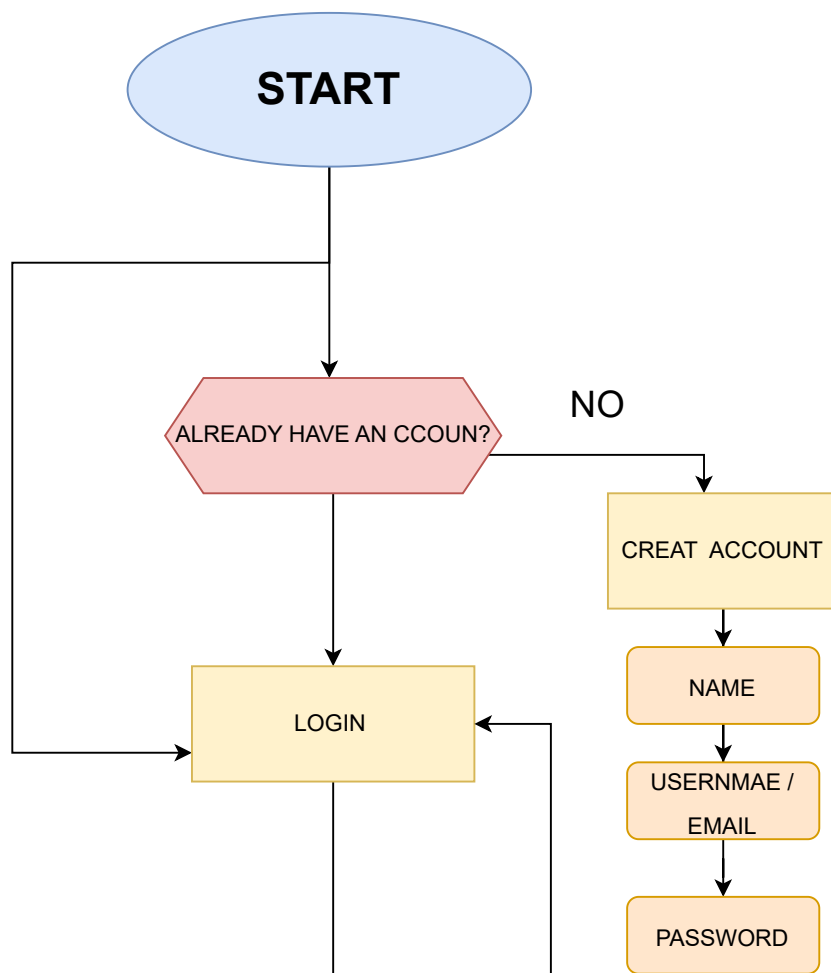 START
ALREADY HAVE AN CCOUN?
NO
CREAT ACCOUNT
NAME
LOGIN
USERNMAE /
EMAIL
PASSWORD